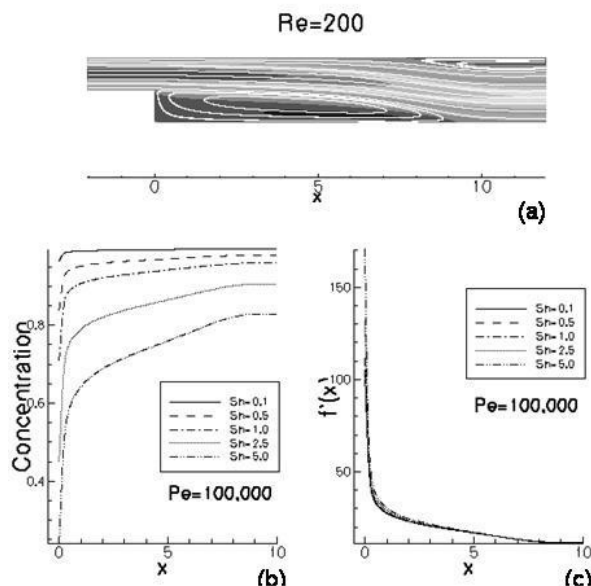 Re=200
0 5 10
x
(a)
Concentration
0.8
0.6
0.4
0 5 10
x
Sh=0.1
Sh=0.5
Sh=1.0
Sh=2.5
Sh=5.0
Pe=100,000
(b)
f'(x)
150
100
50
0 5 10
x
Sh=0.1
Sh=0.5
Sh=1.0
Sh=2.5
Sh=5.0
Pe=100,000
(c)